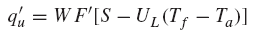 q′_u = WF′[S − U_L(T_f − T_a)]